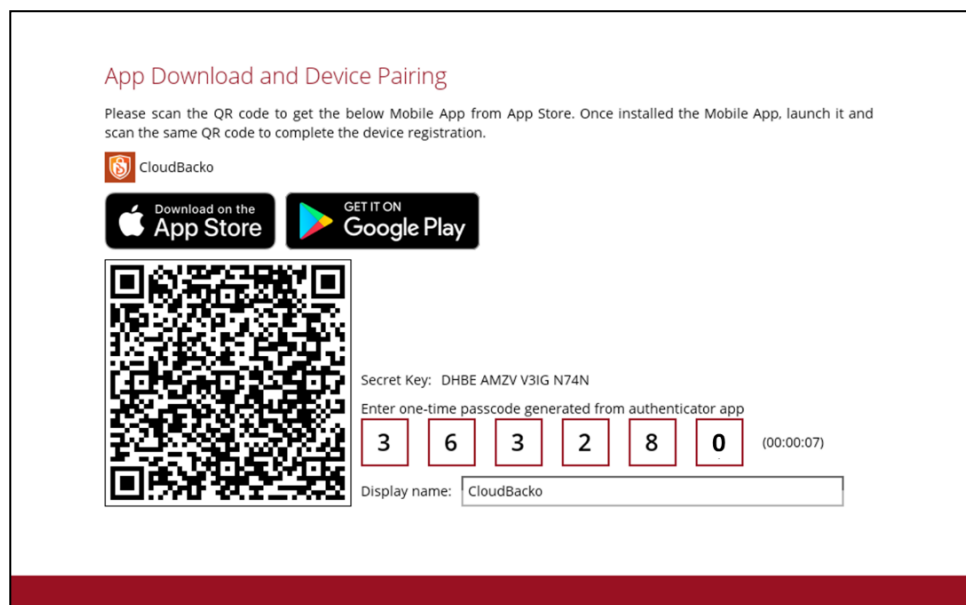 App Download and Device Pairing
Please scan the QR code to get the below Mobile App from App Store. Once installed the Mobile App, launch it and
scan the same QR code to complete the device registration.
CloudBacko
Download on the
App Store
GET IT ON
Google Play
Secret Key: DHBE AMZV V3IG N74N
Enter one-time passcode generated from authenticator app
3 6 3 2 8 0 (00:00:07)
Display name: CloudBacko